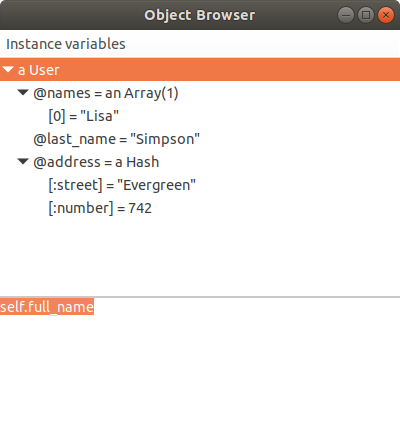 Object Browser
Instance variables
a User
@names = an Array(1)
[0] = "Lisa"
@last_name = "Simpson"
@address = a Hash
[:street] = "Evergreen"
[:number] = 742
self.full_name